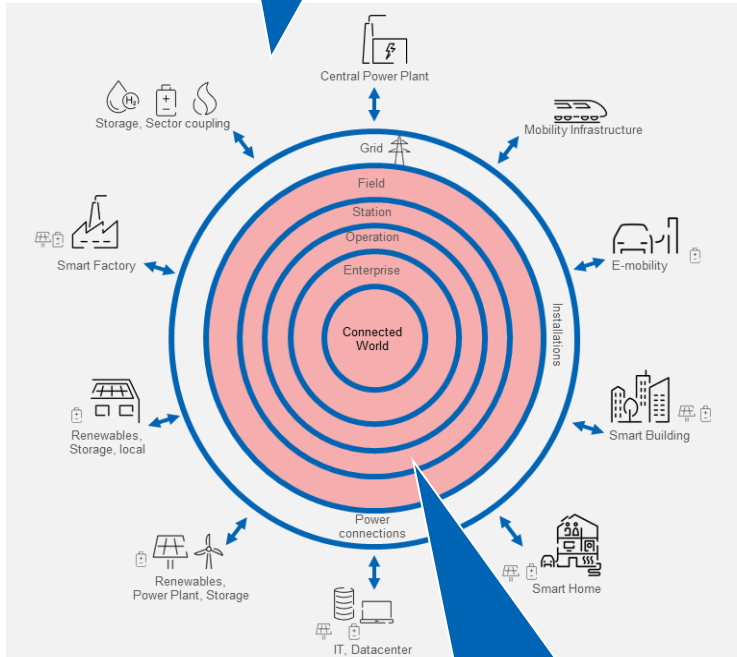 Central Power Plant
H₂
Storage, Sector coupling
Mobility Infrastructure
Grid
Field
Station
Operation
Enterprise
Smart Factory
E-mobility
Connected
World
Installations
Renewables,
Storage, local
Smart Building
Power
connections
Renewables,
Power Plant, Storage
Smart Home
IT, Datacenter